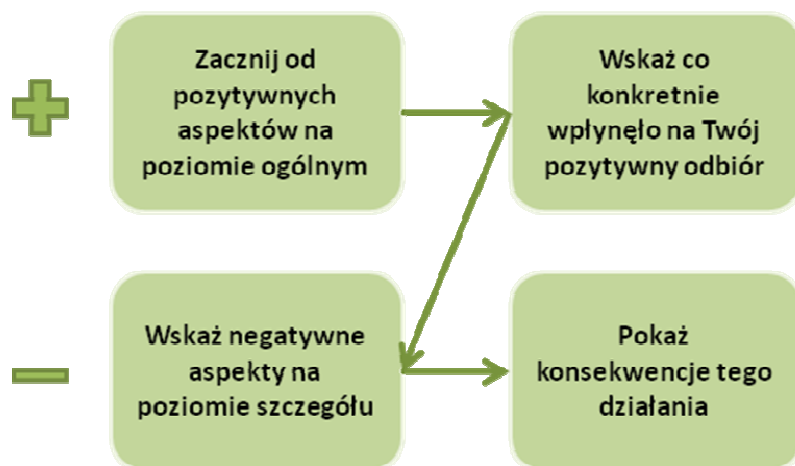 Zacznij od
pozytywnych
aspektów na
poziomie ogólnym
Wskaż co
konkretnie
wpłynęło na Twój
pozytywny odbiór
Wskaż negatywne
aspekty na
poziomie szczegółu
Pokaż
konsekwencje tego
działania